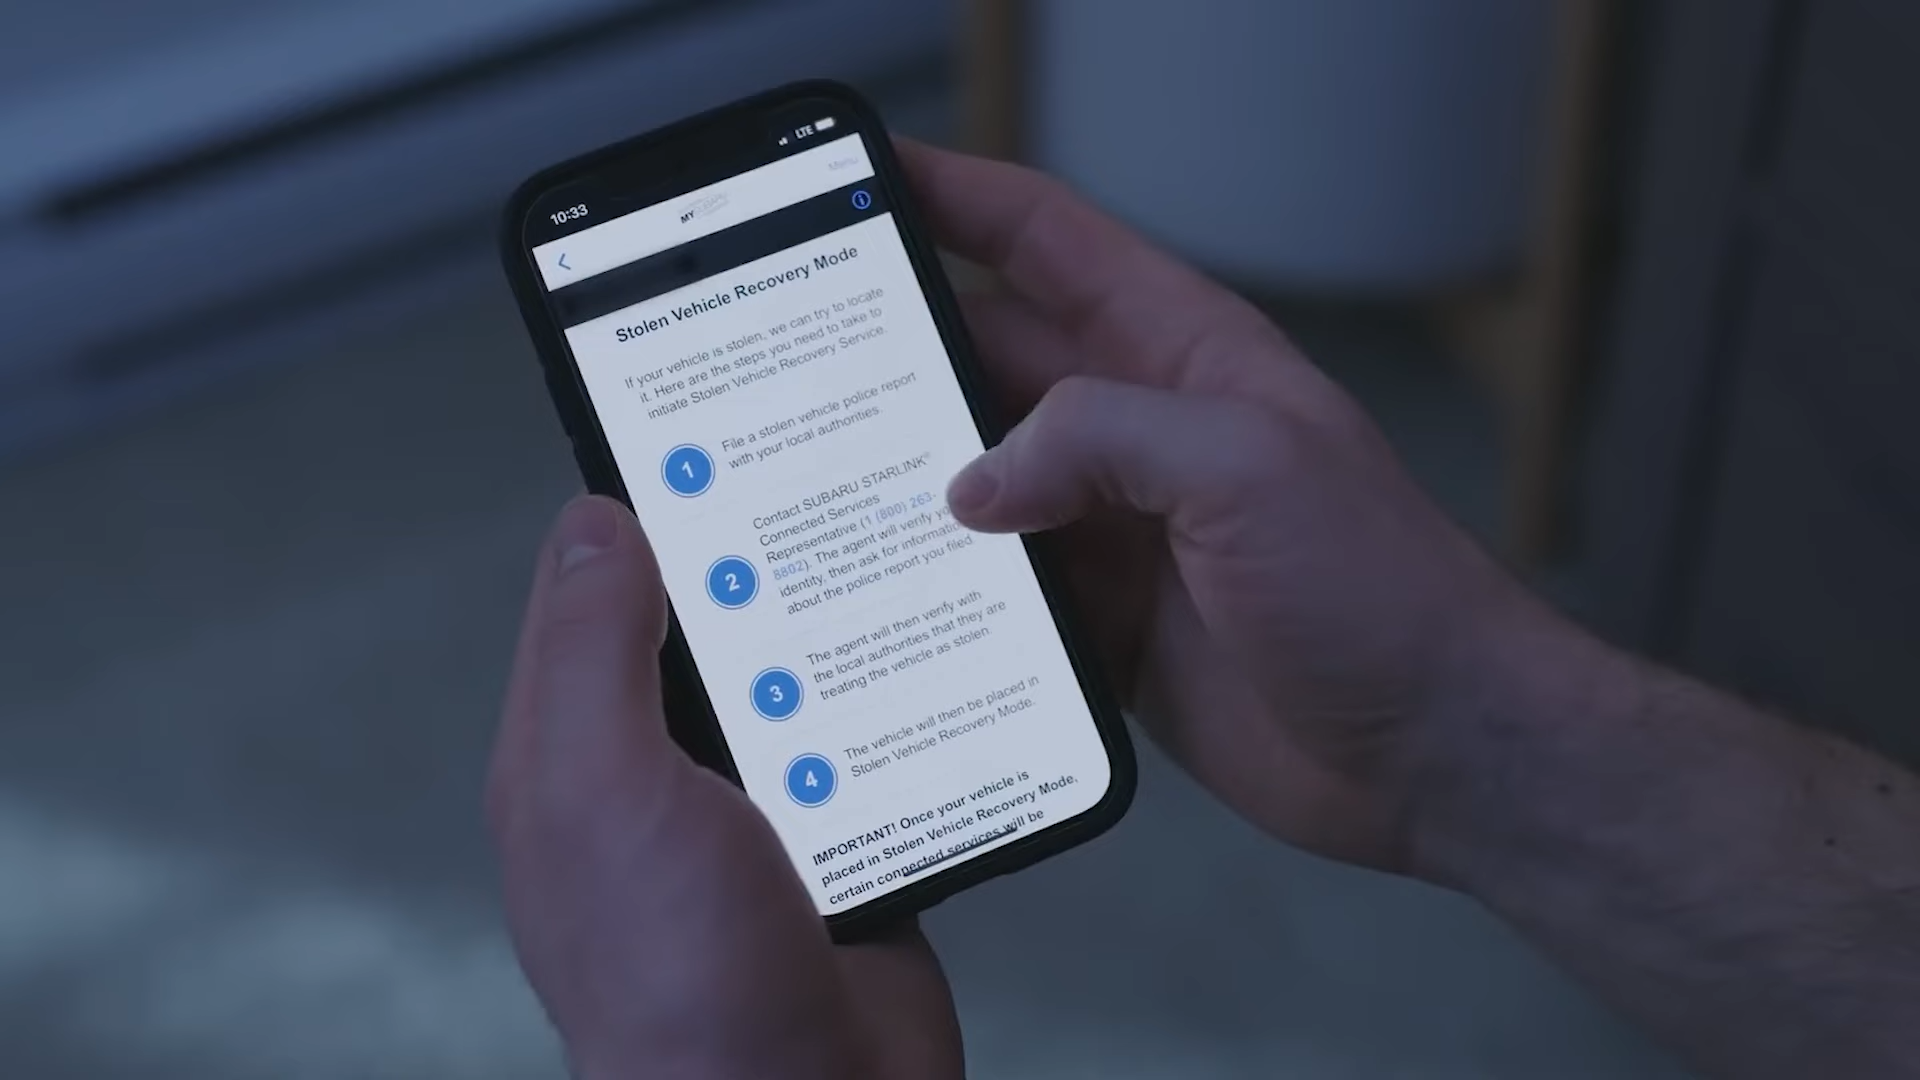 10:33
LTE
Menu
MY
Stolen Vehicle Recovery Mode
If your vehicle is stolen, we can try to locate
it. Here are the steps you need to take to
initiate Stolen Vehicle Recovery Service.
1
File a stolen vehicle police report
with your local authorities.
2
Contact SUBARU STARLINK®
Connected Services
Representative (1 (800) 263-
8802). The agent will verify
identity, then ask for information
about the police report you filed.
3
The agent will then verify with
the local authorities that they are
treating the vehicle as stolen.
4
The vehicle will then be placed in
Stolen Vehicle Recovery Mode.
IMPORTANT! Once your vehicle is
placed in Stolen Vehicle Recovery Mode,
certain connected services will be